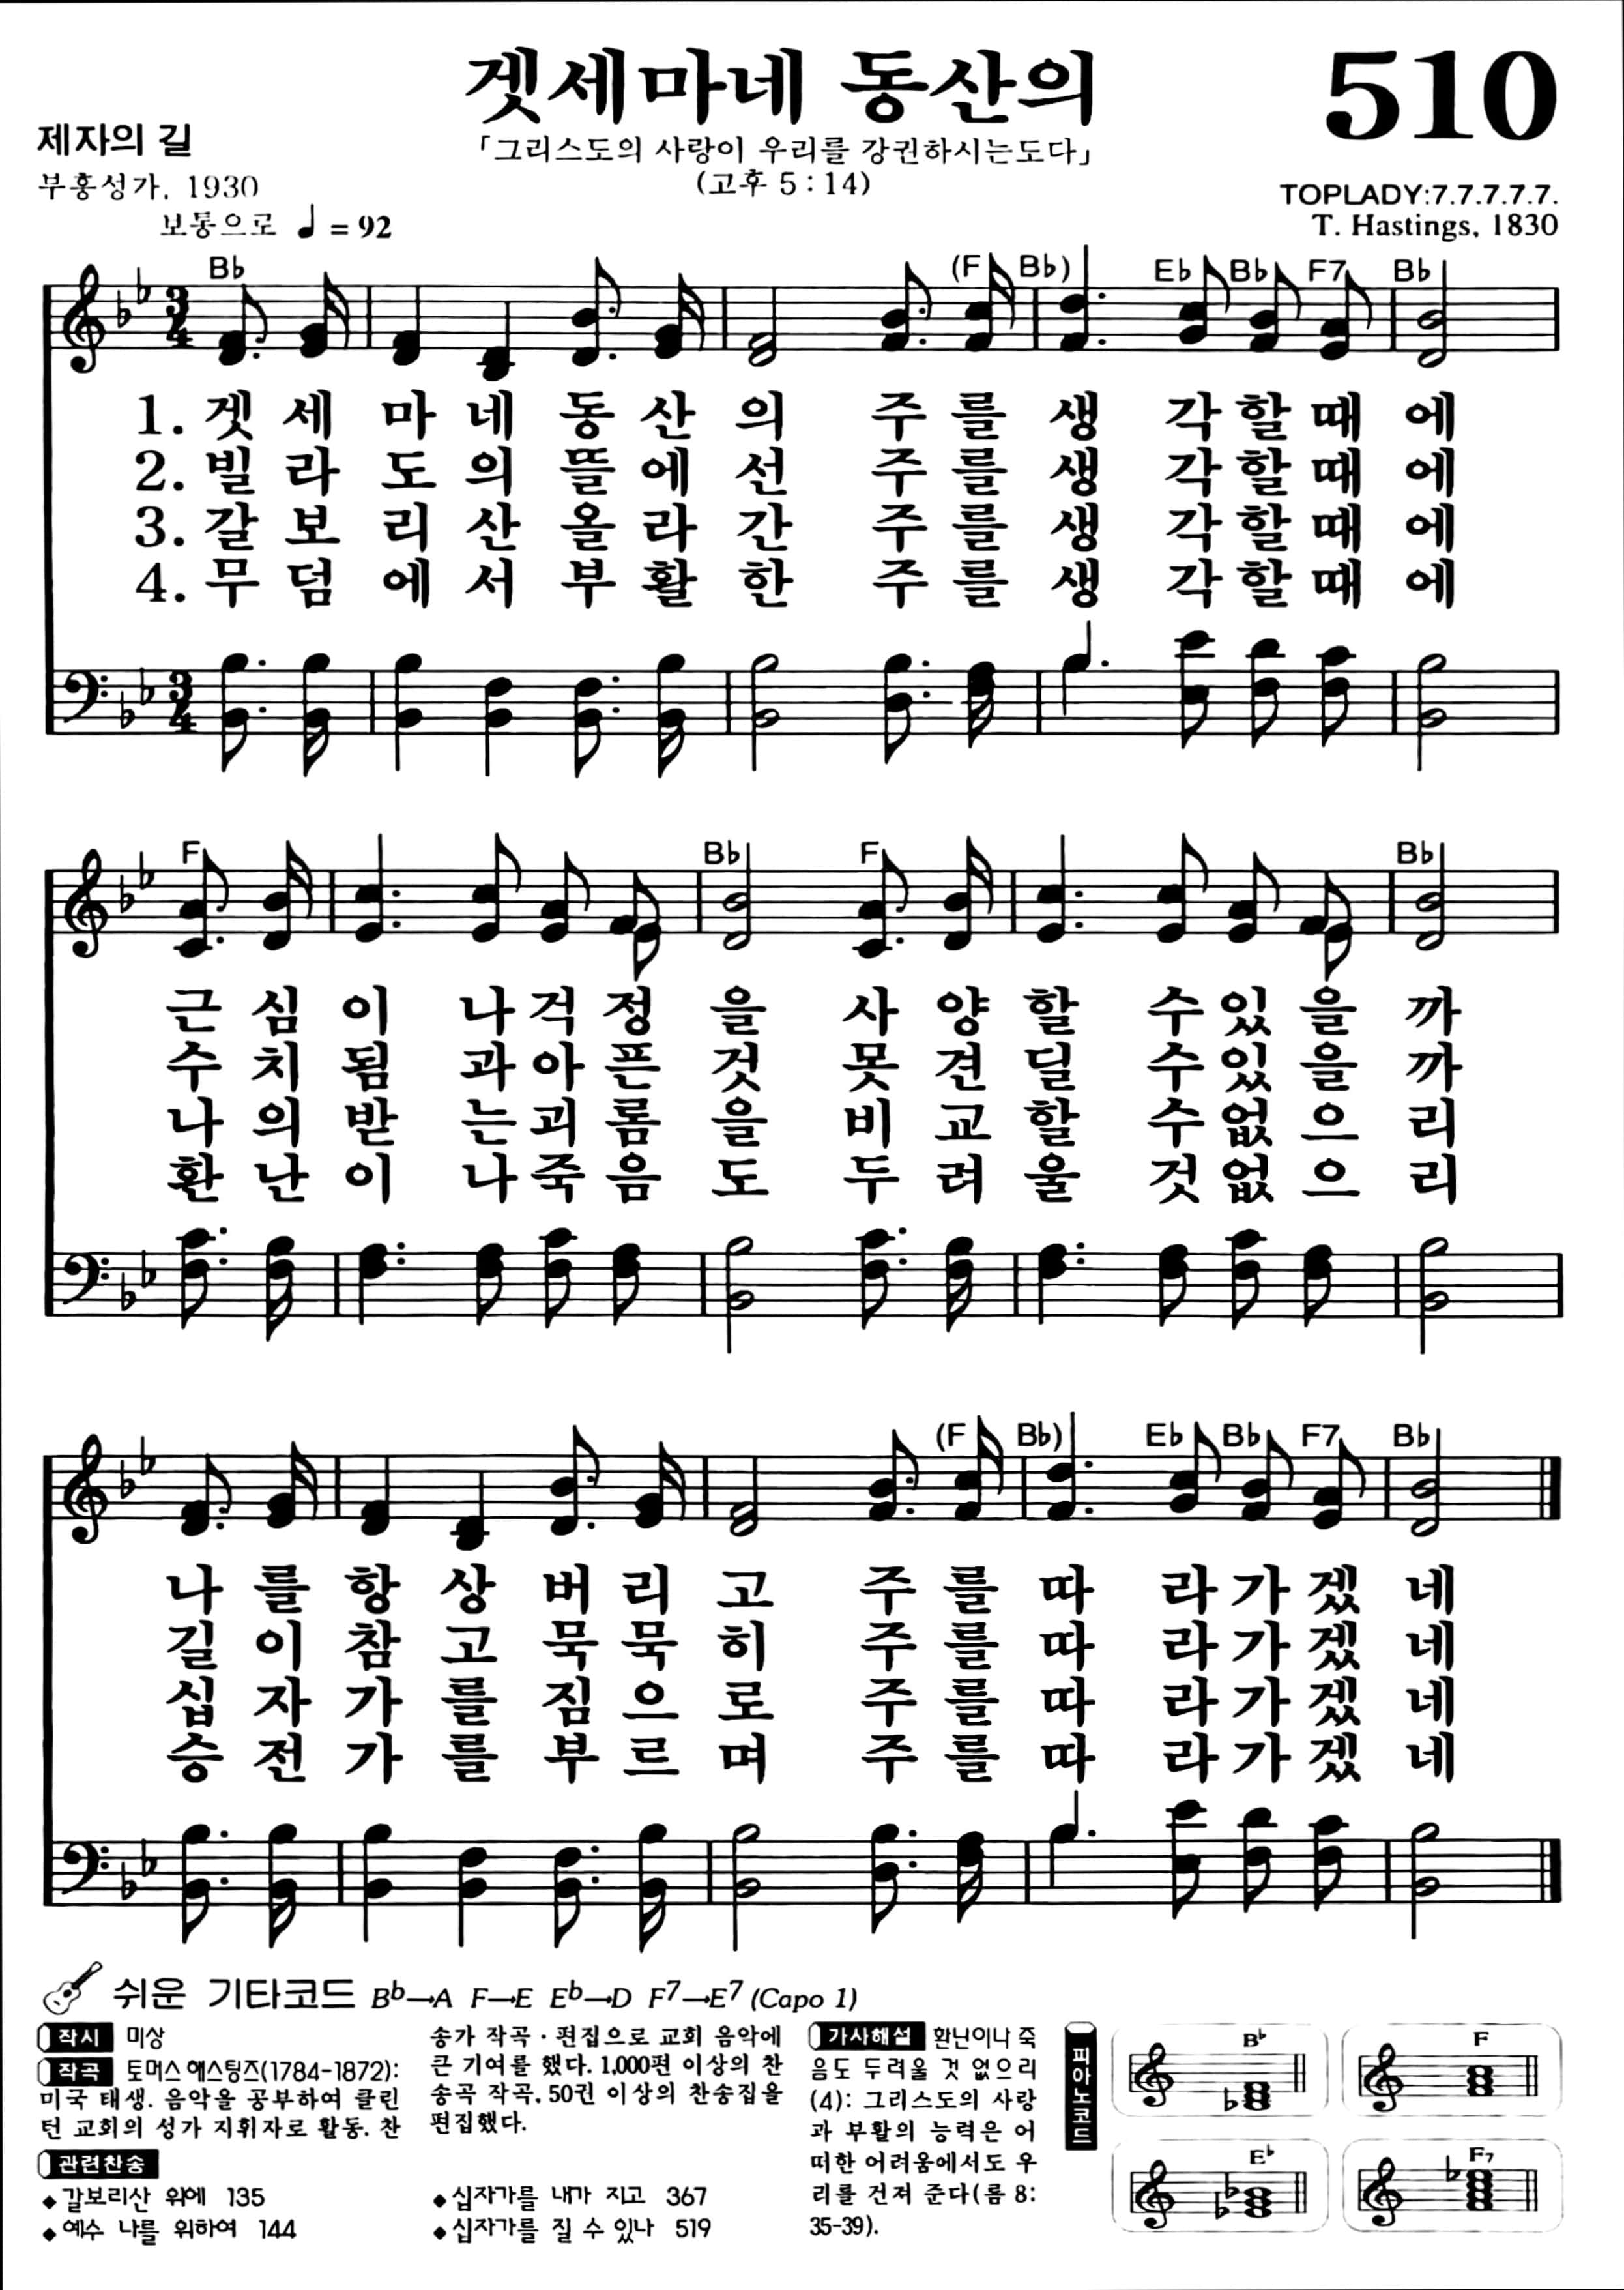 겟세마네 동산의
510
제자의 길
「그리스도의 사랑이 우리를 강권하시는도다」
부흥성가, 1930
(고후 5:14)
TOPLADY:7.7.7.7.7.7.
보통으로 ♩ = 92
T. Hastings, 1830
B♭ (F B♭) E♭ B♭ F7 B♭
3/4
1. 겟 세 마 네 동 산 의 주 를 생 각 할 때 에
2. 빌 라 도 의 뜰 에 선 주 를 생 각 할 때 에
3. 갈 보 리 산 올 라 간 주 를 생 각 할 때 에
4. 무 덤 에 서 부 활 한 주 를 생 각 할 때 에
3/4
F B♭ F B♭
근 심 이 나 걱 정 을 사 양 할 수 있 을 까
수 치 됨 과 아 픈 것 못 견 딜 수 있 을 까
나 의 받 는 괴 롬 을 비 교 할 수 없 으 리
환 난 이 나 죽 음 도 두 려 울 것 없 으 리
(F B♭) E♭ B♭ F7 B♭
나 를 항 상 버 리 고 주 를 따 라 가 겠 네
길 이 참 고 묵 묵 히 주 를 따 라 가 겠 네
십 자 가 를 짐 으 로 주 를 따 라 가 겠 네
승 전 가 를 부 르 며 주 를 따 라 가 겠 네
쉬운 기타코드 B♭→A F→E E♭→D F7→E7 (Capo 1)
작시 미상
작곡 토머스 헤스팅즈(1784-1872):
미국 태생. 음악을 공부하여 클린
턴 교회의 성가 지휘자로 활동. 찬
송가 작곡·편집으로 교회 음악에
큰 기여를 했다. 1,000편 이상의 찬
송곡 작곡, 50권 이상의 찬송집을
편집했다.
관련찬송
◆갈보리산 위에 135
◆예수 나를 위하여 144
◆십자가를 내가 지고 367
◆십자가를 질 수 있나 519
가사해설 환난이나 죽
음도 두려울 것 없으리
(4): 그리스도의 사랑
과 부활의 능력은 어
떠한 어려움에서도 우
리를 건져 준다(롬 8:
35-39).
피아노코드
B♭
F
E♭
F7